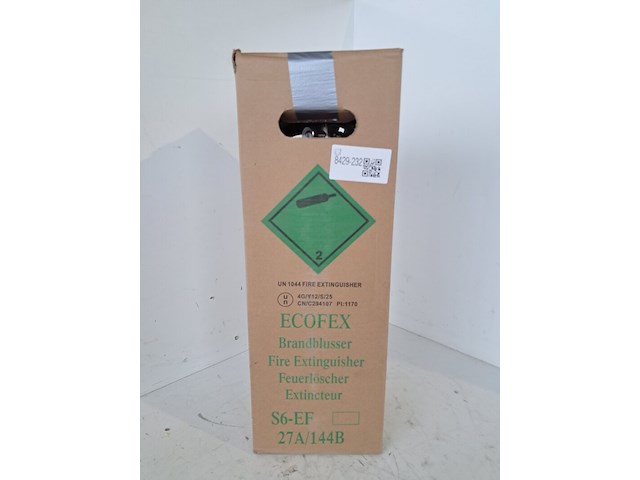 8429-232
2
UN 1044 FIRE EXTINGUISHER
u
n
4G/Y12/S/25
CN/C294107 PI:1170
ECOFEX
Brandblusser
Fire Extinguisher
Feuerlöscher
Extincteur
S6-EF
27A/144B